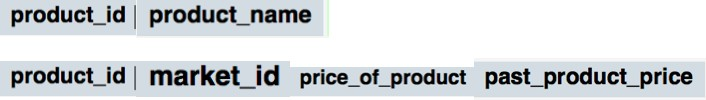 product_id | product_name
product_id | market_id price_of_product past_product_price